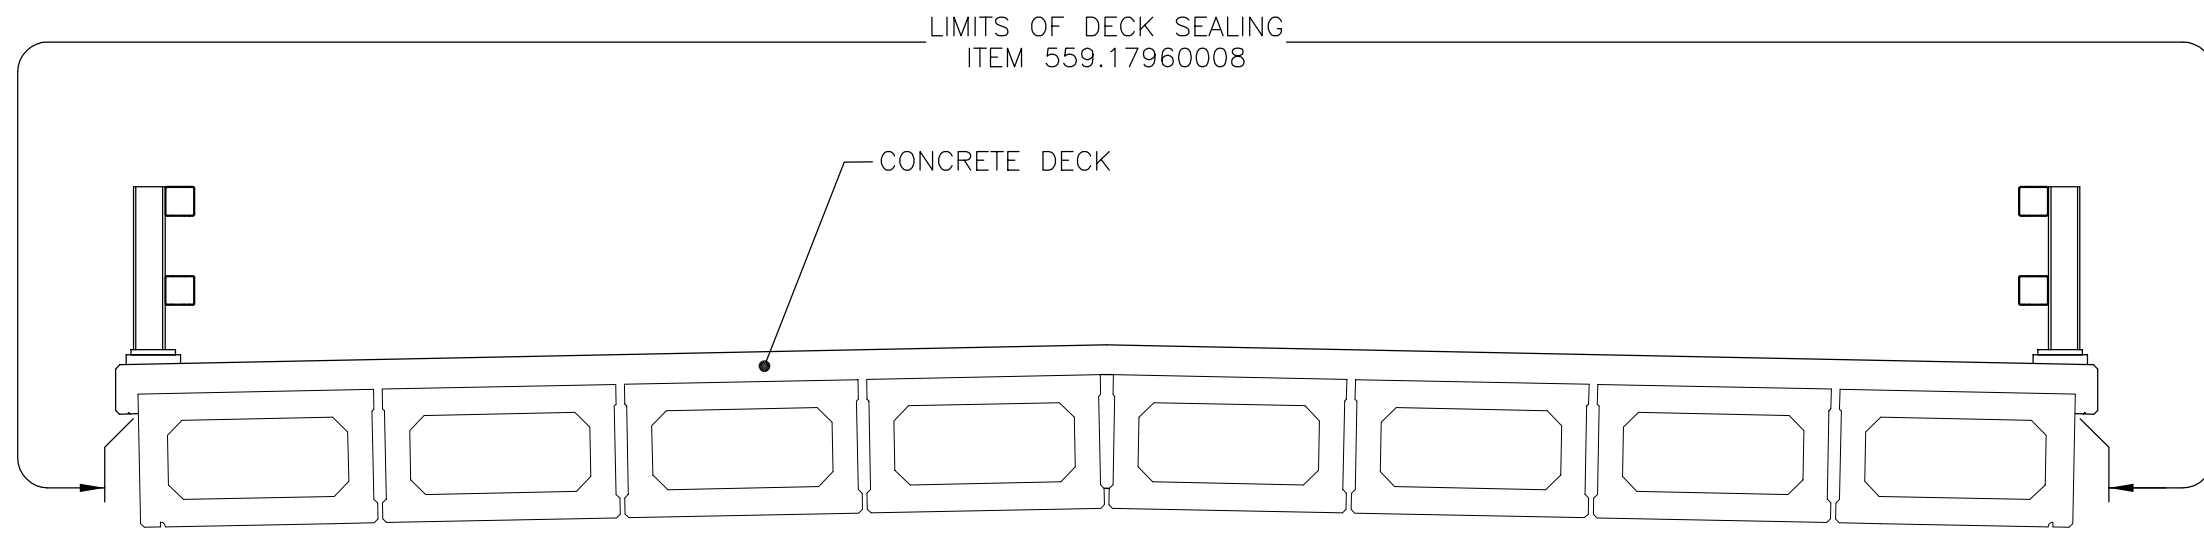 LIMITS OF DECK SEALING
ITEM 559.17960008
CONCRETE DECK